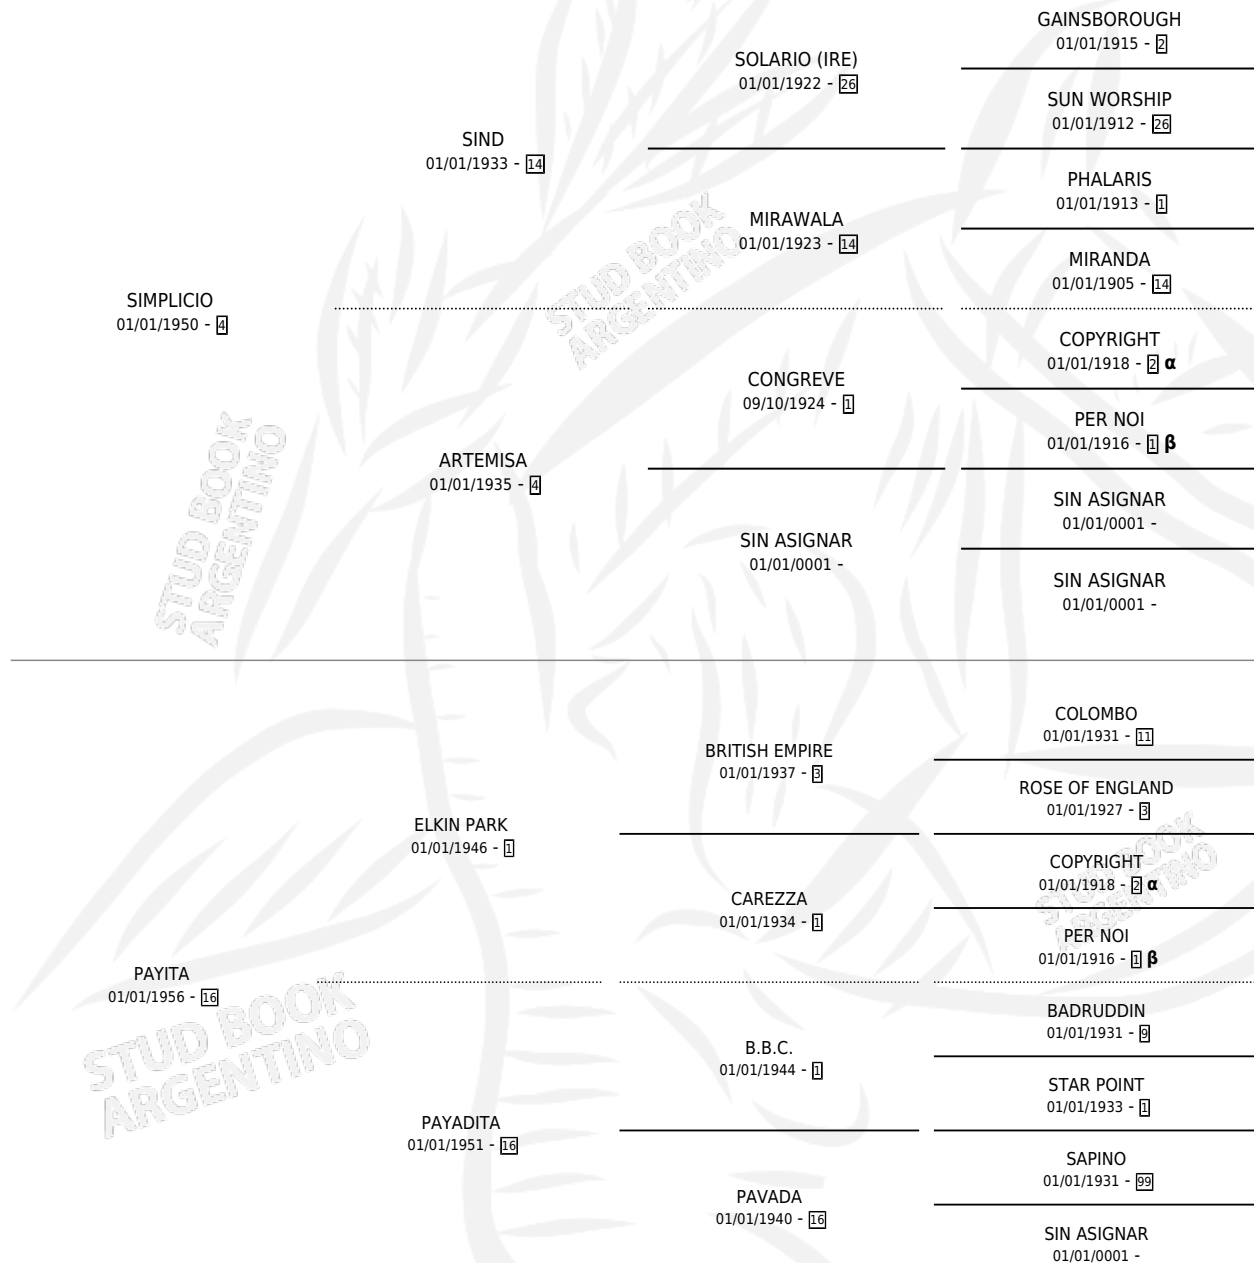 GAINSBOROUGH
01/01/1915 - 2
SOLARIO (IRE)
01/01/1922 - 26
SUN WORSHIP
01/01/1912 - 26
SIND
01/01/1933 - 14
PHALARIS
01/01/1913 - 1
MIRAWALA
01/01/1923 - 14
MIRANDA
01/01/1905 - 14
SIMPLICIO
01/01/1950 - 4
COPYRIGHT
01/01/1918 - 2 α
CONGREVE
09/10/1924 - 1
PER NOI
01/01/1916 - 1 β
ARTEMISA
01/01/1935 - 4
SIN ASIGNAR
01/01/0001 -
SIN ASIGNAR
01/01/0001 -
SIN ASIGNAR
01/01/0001 -
STUD BOOK
ARGENTINO
STUD BOOK
ARGENTINO
COLOMBO
01/01/1931 - 11
BRITISH EMPIRE
01/01/1937 - 3
ROSE OF ENGLAND
01/01/1927 - 3
ELKIN PARK
01/01/1946 - 1
COPYRIGHT
01/01/1918 - 2 α
CAREZZA
01/01/1934 - 1
PER NOI
01/01/1916 - 1 β
PAYITA
01/01/1956 - 16
BADRUDDIN
01/01/1931 - 9
B.B.C.
01/01/1944 - 1
STAR POINT
01/01/1933 - 1
PAYADITA
01/01/1951 - 16
SAPINO
01/01/1931 - 99
PAVADA
01/01/1940 - 16
SIN ASIGNAR
01/01/0001 -
STUD BOOK
ARGENTINO
STUD BOOK
ARGENTINO